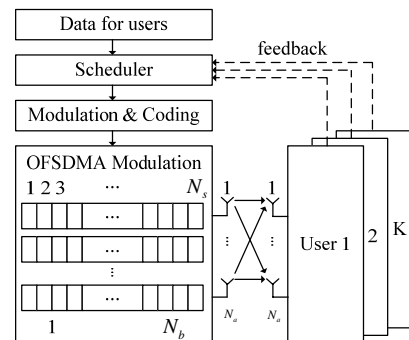 Data for users
feedback
Scheduler
Modulation & Coding
OFSDMA Modulation
1 2 3 ... N_s
...
...
...
...
1 N_b
1 1
... ...
N_a N_a
User 1
2
K